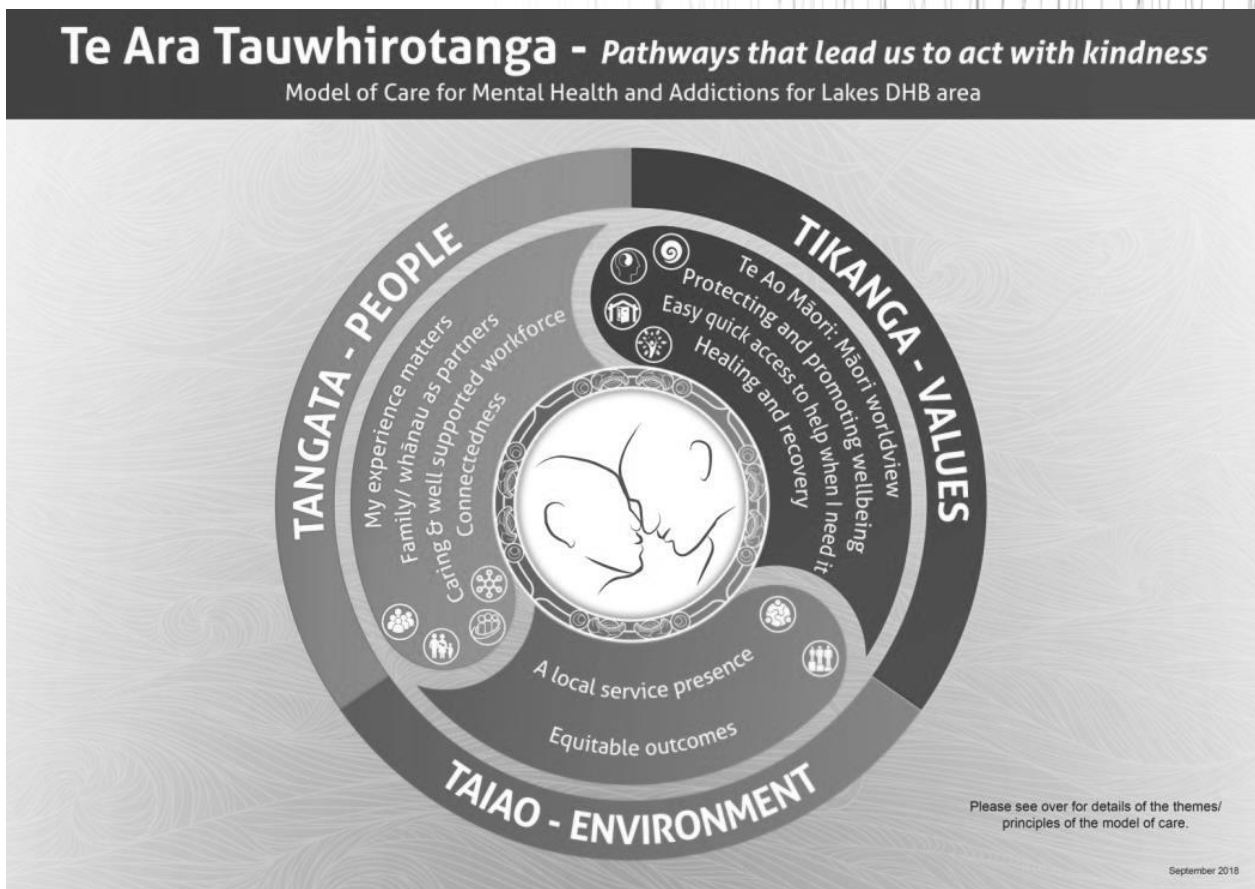 Te Ara Tauwhirotanga - Pathways that lead us to act with kindness
Model of Care for Mental Health and Addictions for Lakes DHB area
TANGATA - PEOPLE
My experience matters
Family/ whānau as partners
Caring & well supported workforce
Connectedness
TIKANGA - VALUES
Te Ao Māori: Māori worldview
Protecting and promoting wellbeing
Easy quick access to help when I need it
Healing and recovery
A local service presence
Equitable outcomes
TAIAO - ENVIRONMENT
Please see over for details of the themes/
principles of the model of care.
September 2018